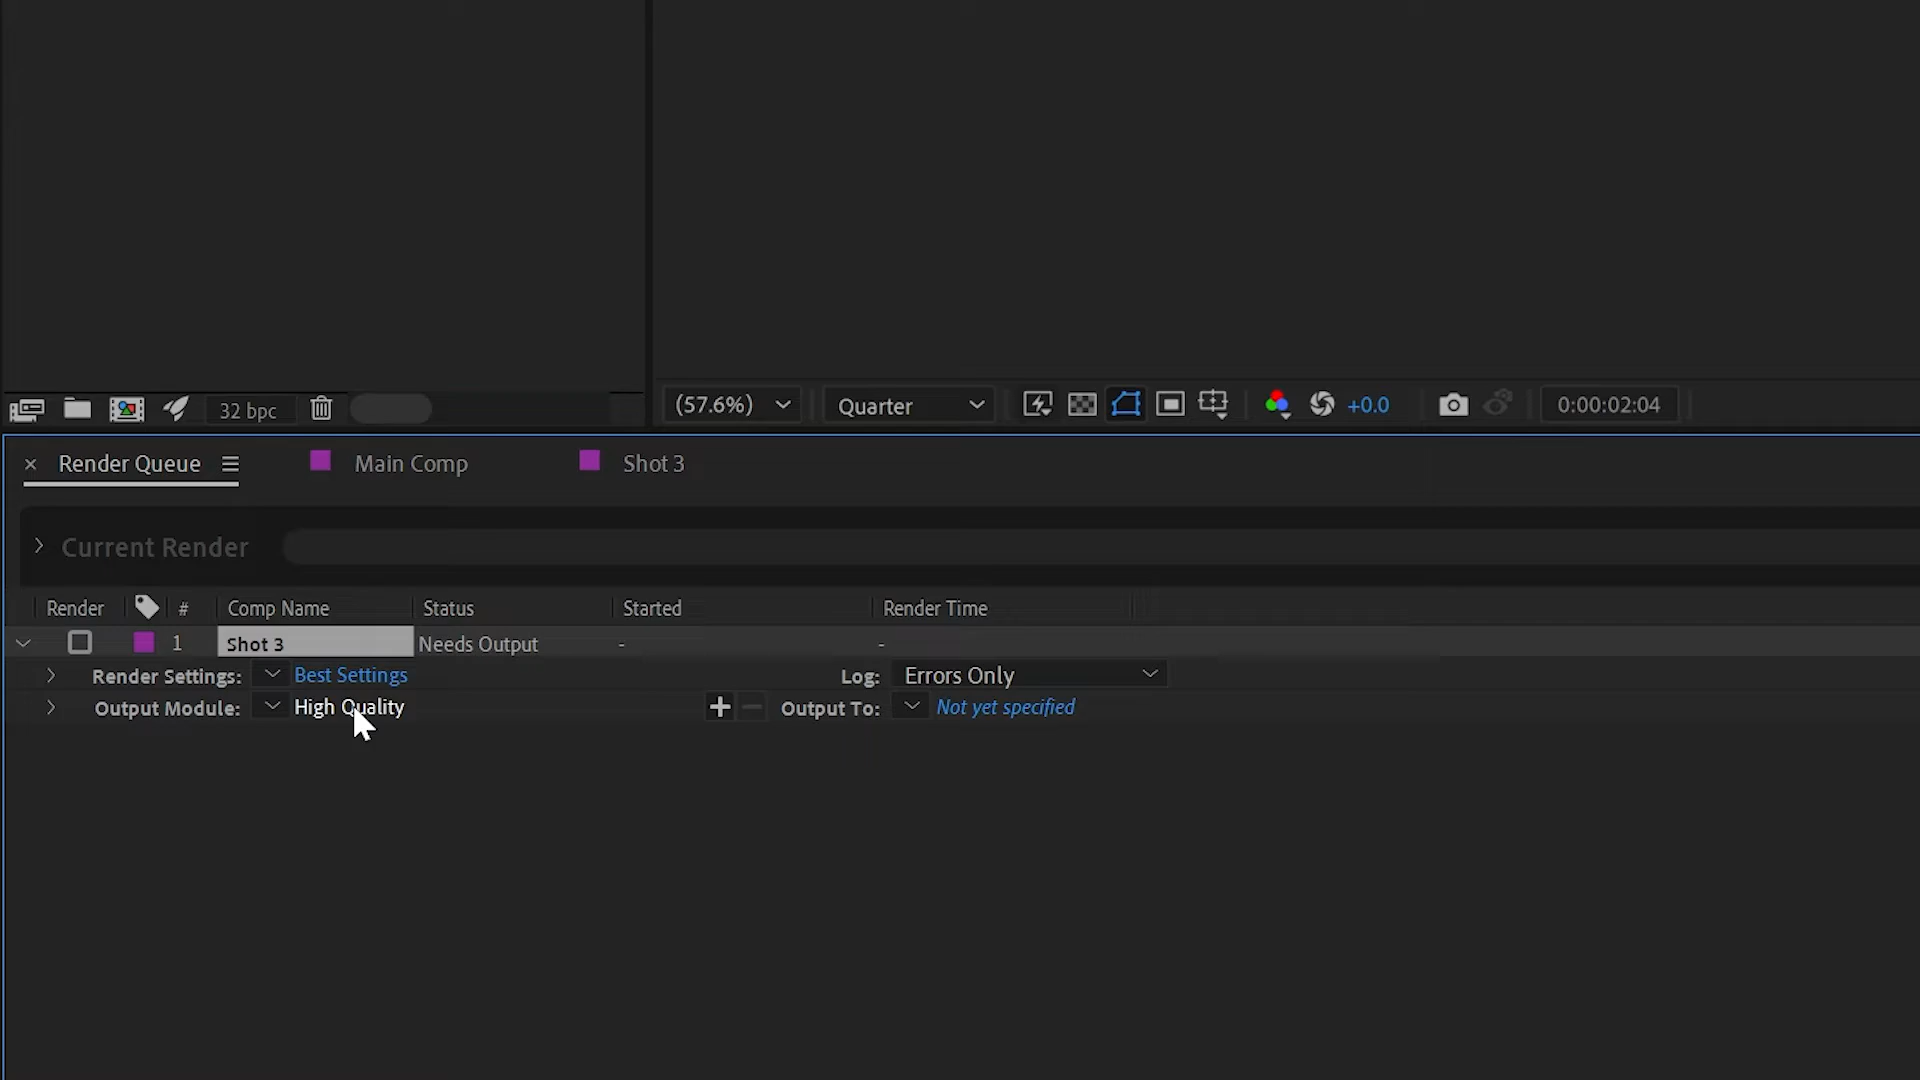 32 bpc
(57.6%)
Quarter
+0.0
0:00:02:04
Render Queue
Main Comp
Shot 3
Current Render
Render # Comp Name Status Started Render Time
1 Shot 3 Needs Output - -
Render Settings: Best Settings Log: Errors Only
Output Module: High Quality Output To: Not yet specified